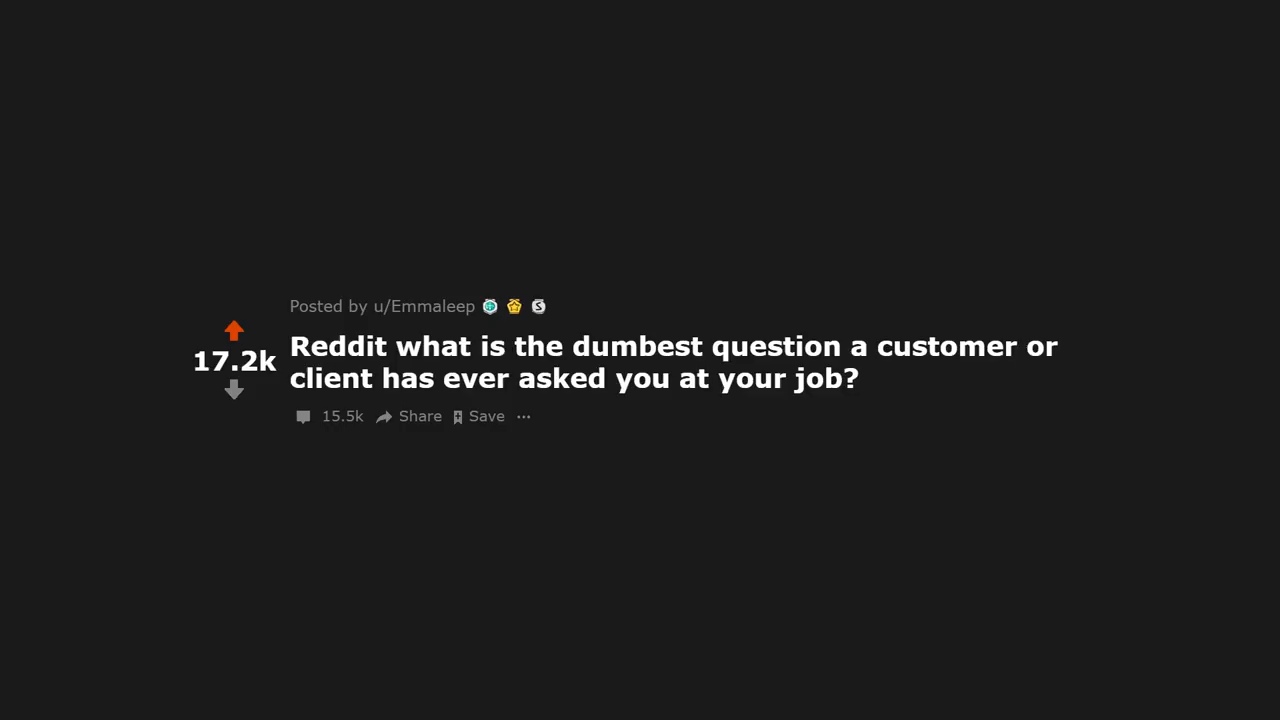 Posted by u/Emmaleep
17.2k
Reddit what is the dumbest question a customer or
client has ever asked you at your job?
15.5k Share Save ...